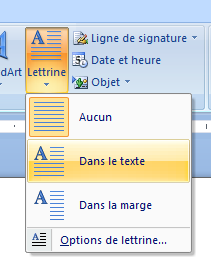 dArt
Lettrine
Ligne de signature
Date et heure
Objet
Aucun
Dans le texte
Dans la marge
Options de lettrine...